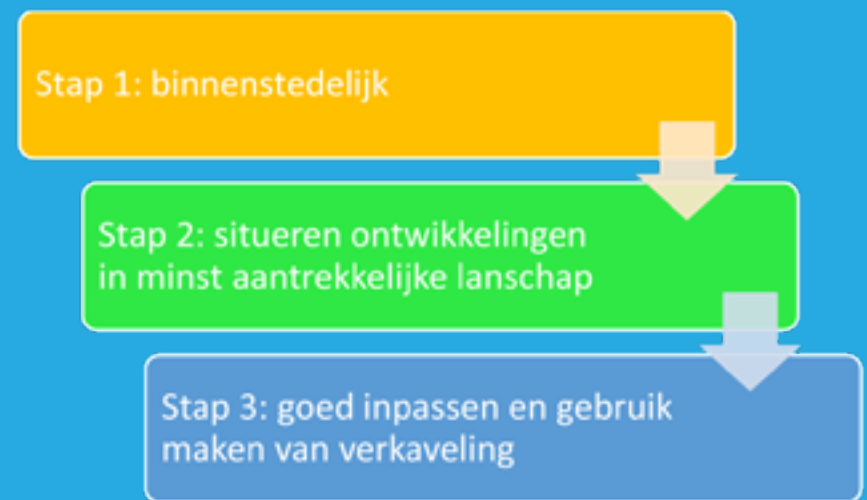 Stap 1: binnenstedelijk
Stap 2: situeren ontwikkelingen
in minst aantrekkelijke lanschap
Stap 3: goed inpassen en gebruik
maken van verkaveling